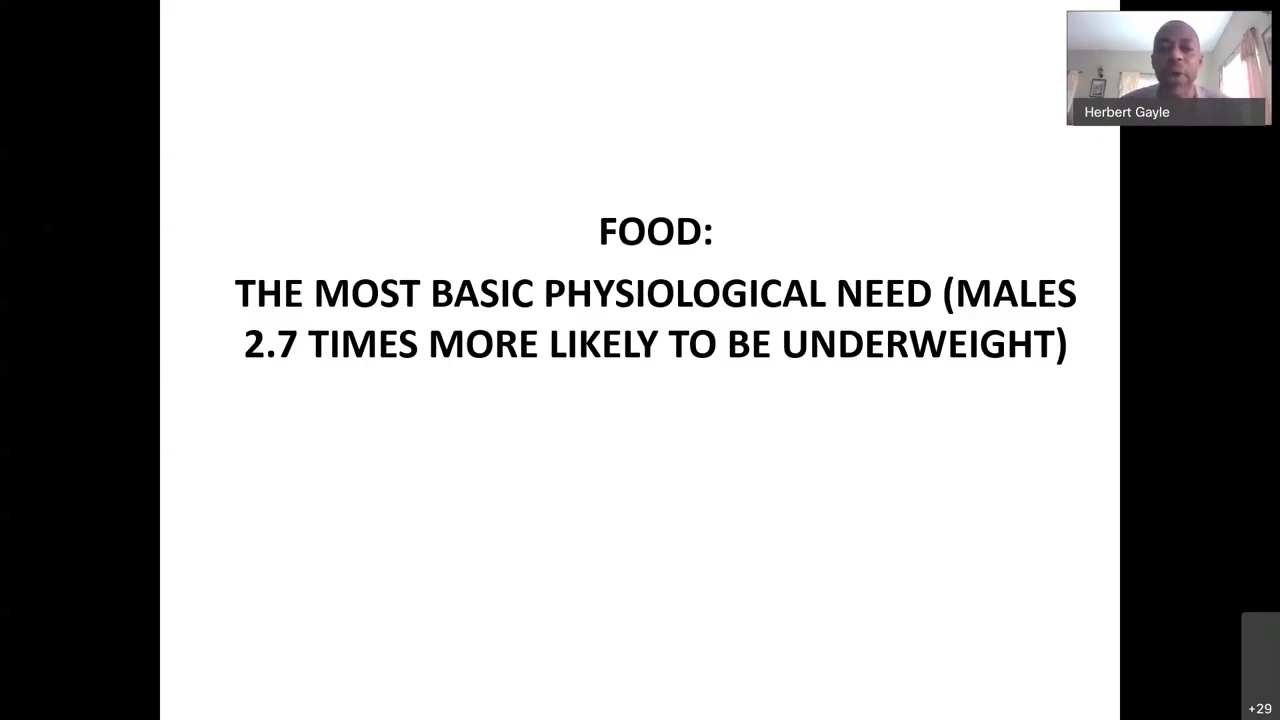 Herbert Gayle
FOOD:
THE MOST BASIC PHYSIOLOGICAL NEED (MALES
2.7 TIMES MORE LIKELY TO BE UNDERWEIGHT)
+29